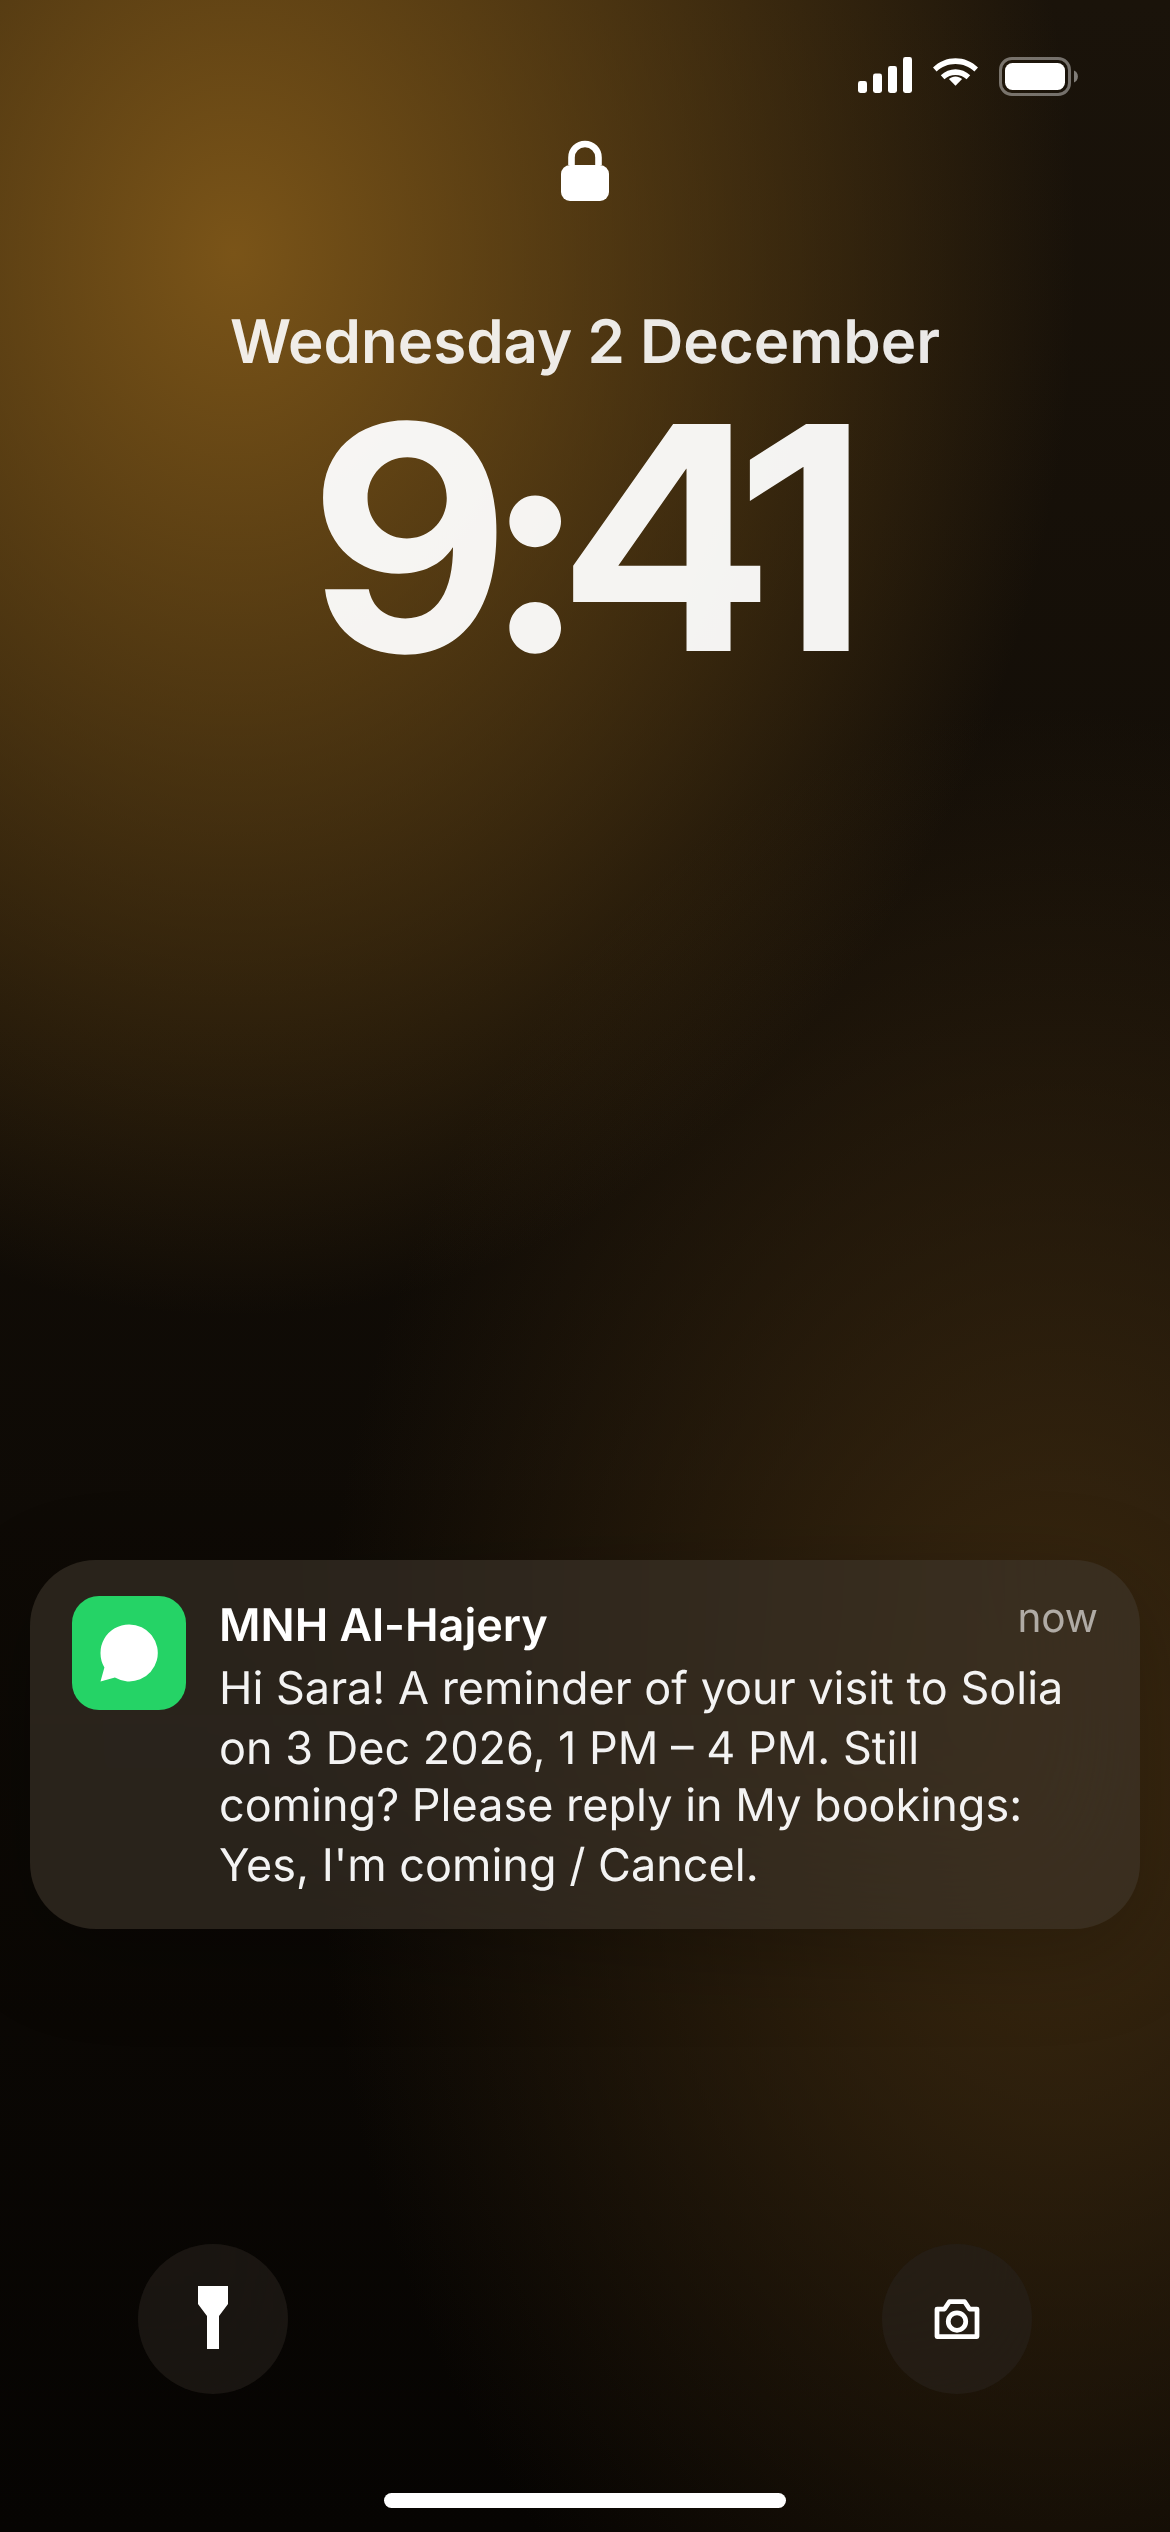 Wednesday 2 December
9:41
MNH Al-Hajery
now
Hi Sara! A reminder of your visit to Solia
on 3 Dec 2026, 1 PM – 4 PM. Still
coming? Please reply in My bookings:
Yes, I'm coming / Cancel.